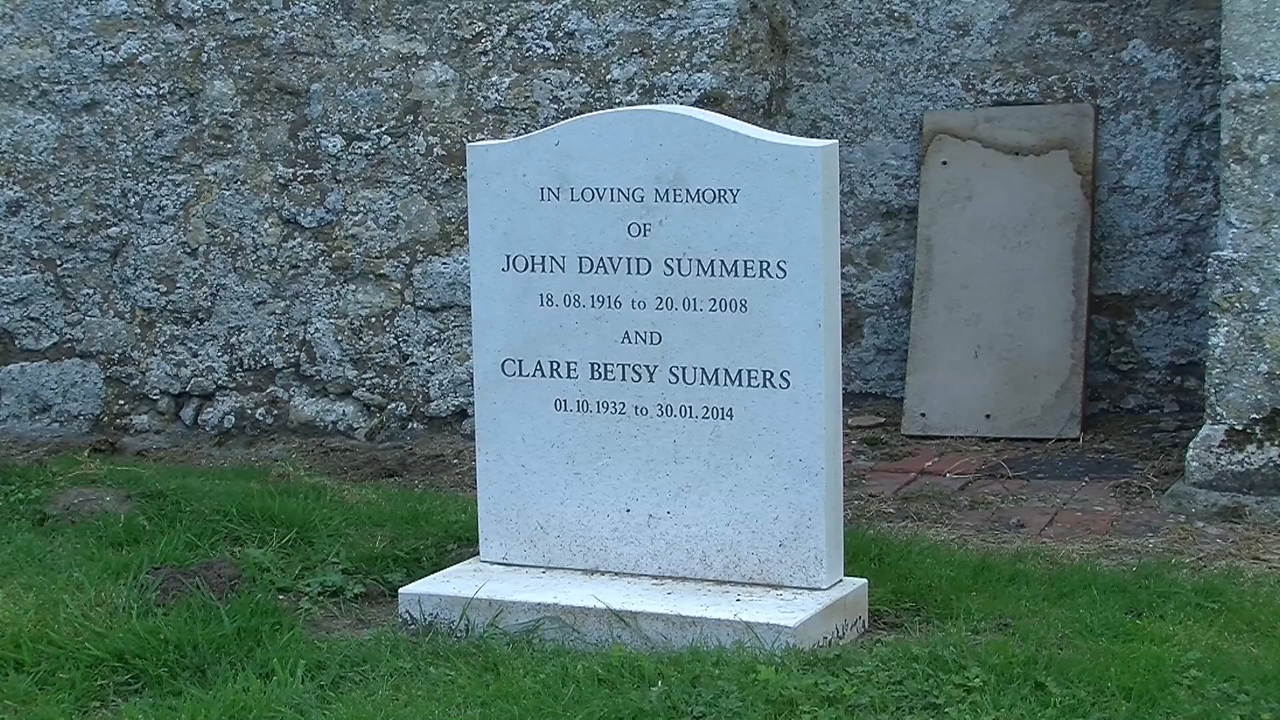 IN LOVING MEMORY
OF
JOHN DAVID SUMMERS
18.08.1916 to 20.01.2008
AND
CLARE BETSY SUMMERS
01.10.1932 to 30.01.2014